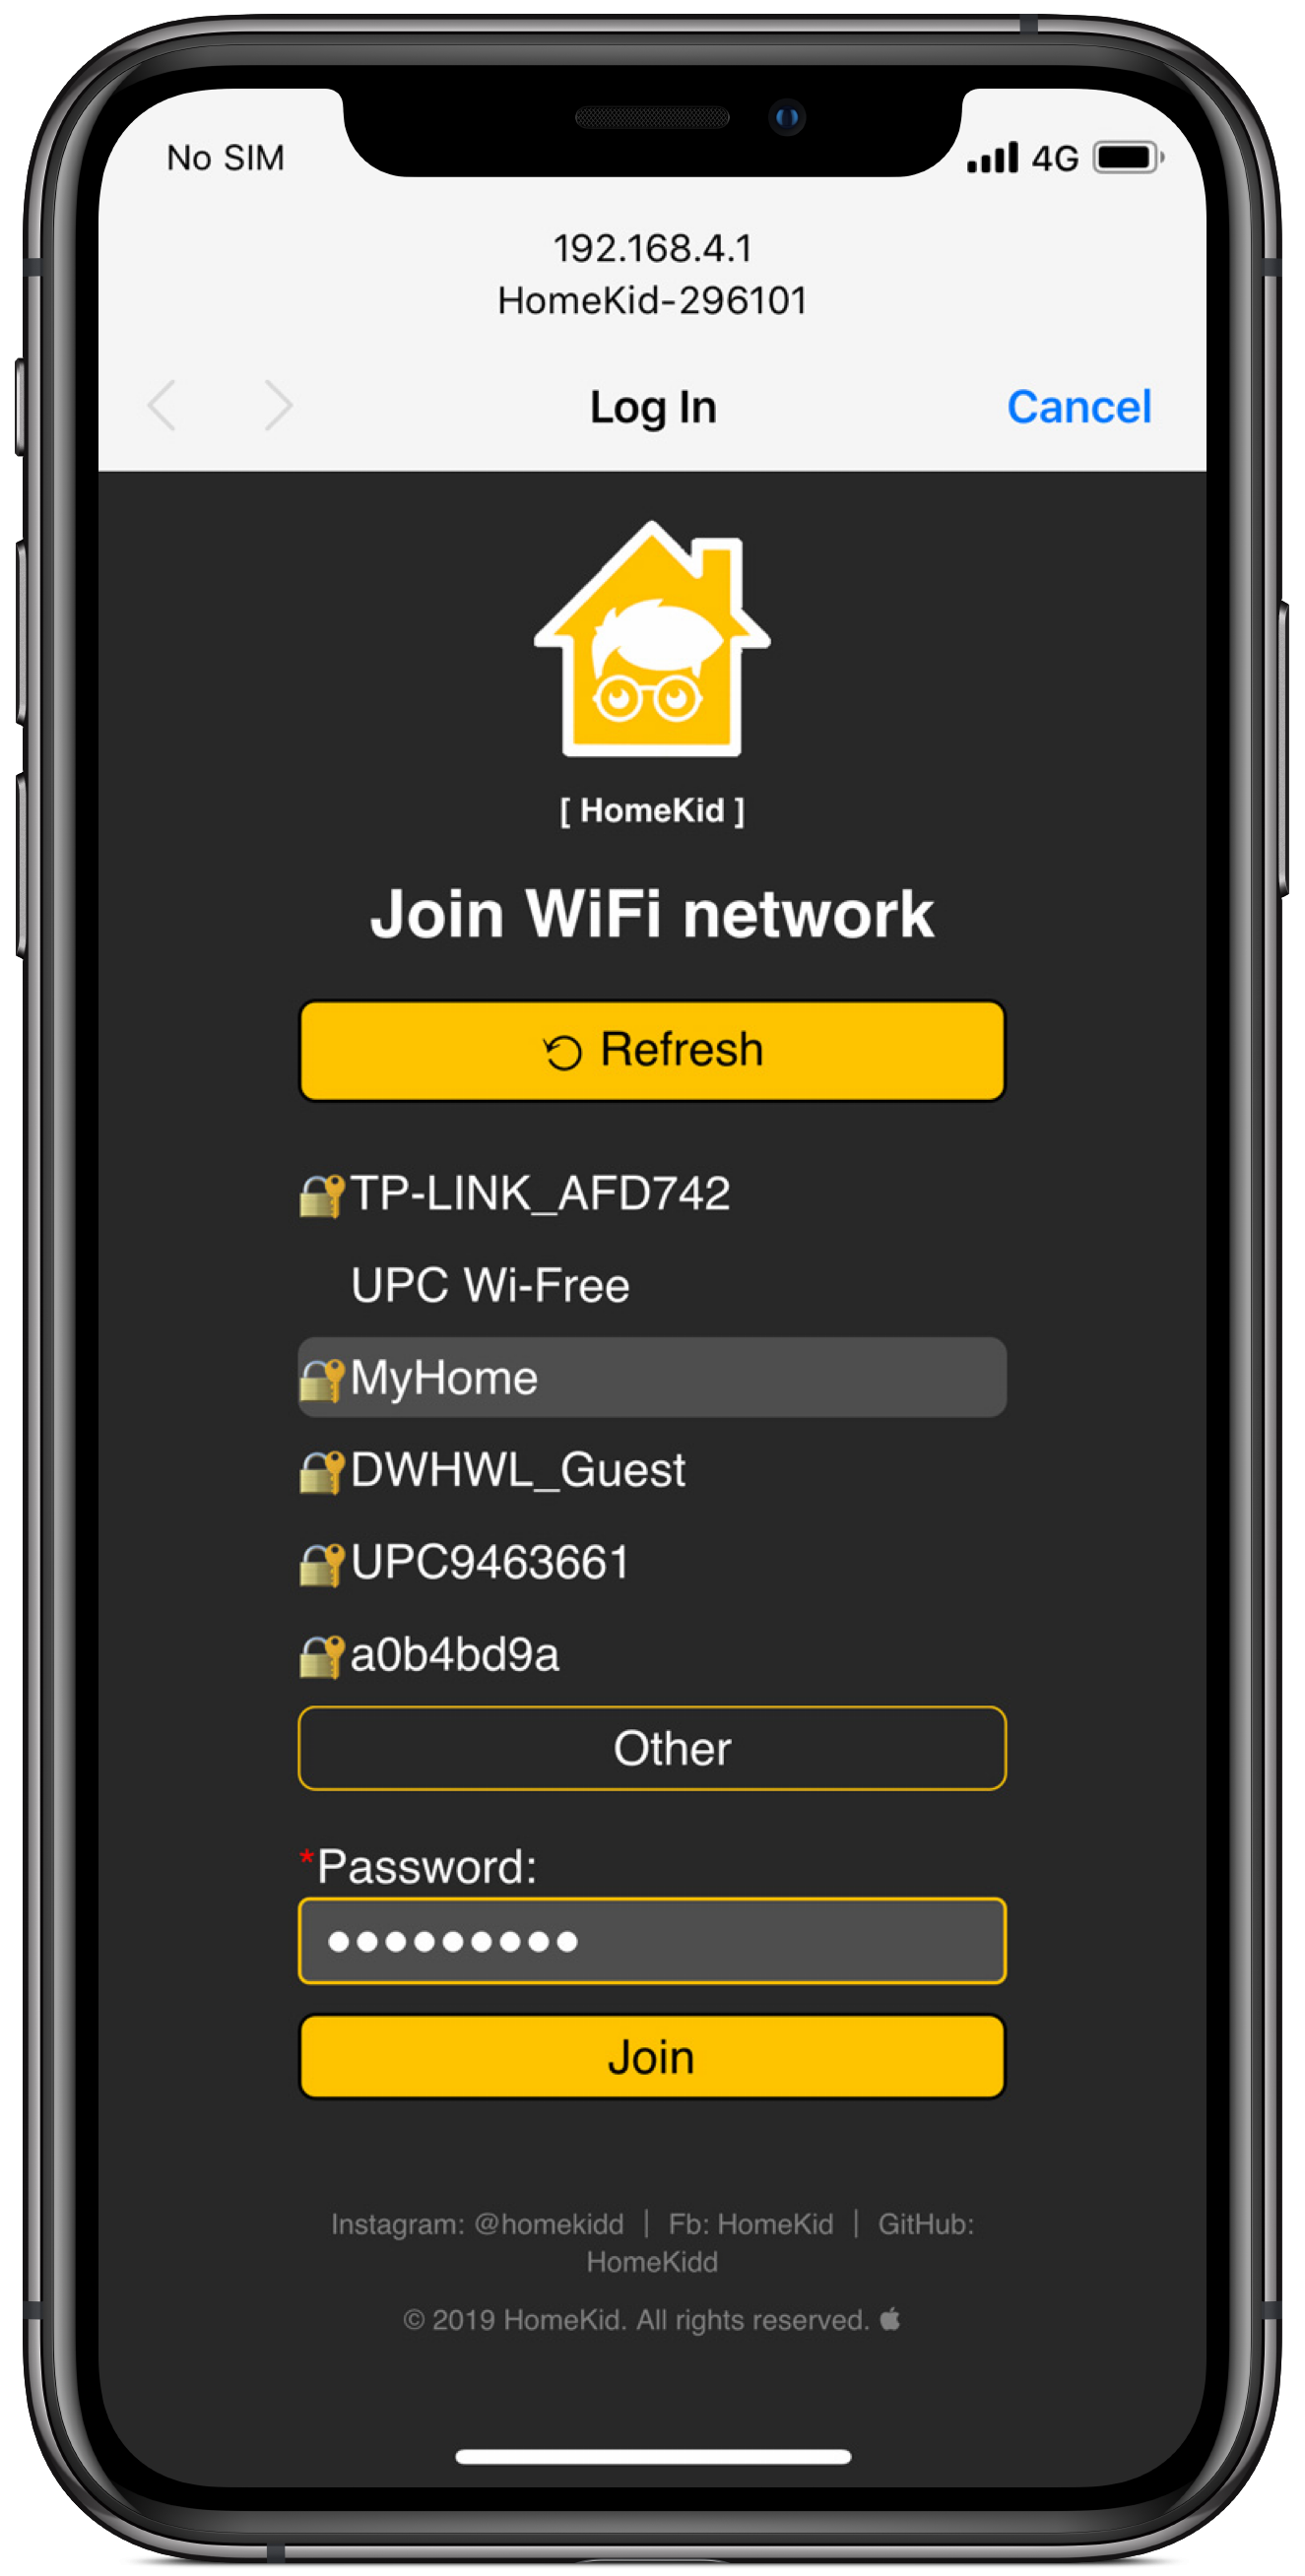 No SIM
4G
192.168.4.1
HomeKid-296101
Log In
Cancel
[ HomeKid ]
Join WiFi network
Refresh
TP-LINK_AFD742
UPC Wi-Free
MyHome
DWHWL_Guest
UPC9463661
a0b4bd9a
Other
*Password:
Join
Instagram: @homekidd | Fb: HomeKid | GitHub:
HomeKidd
© 2019 HomeKid. All rights reserved.